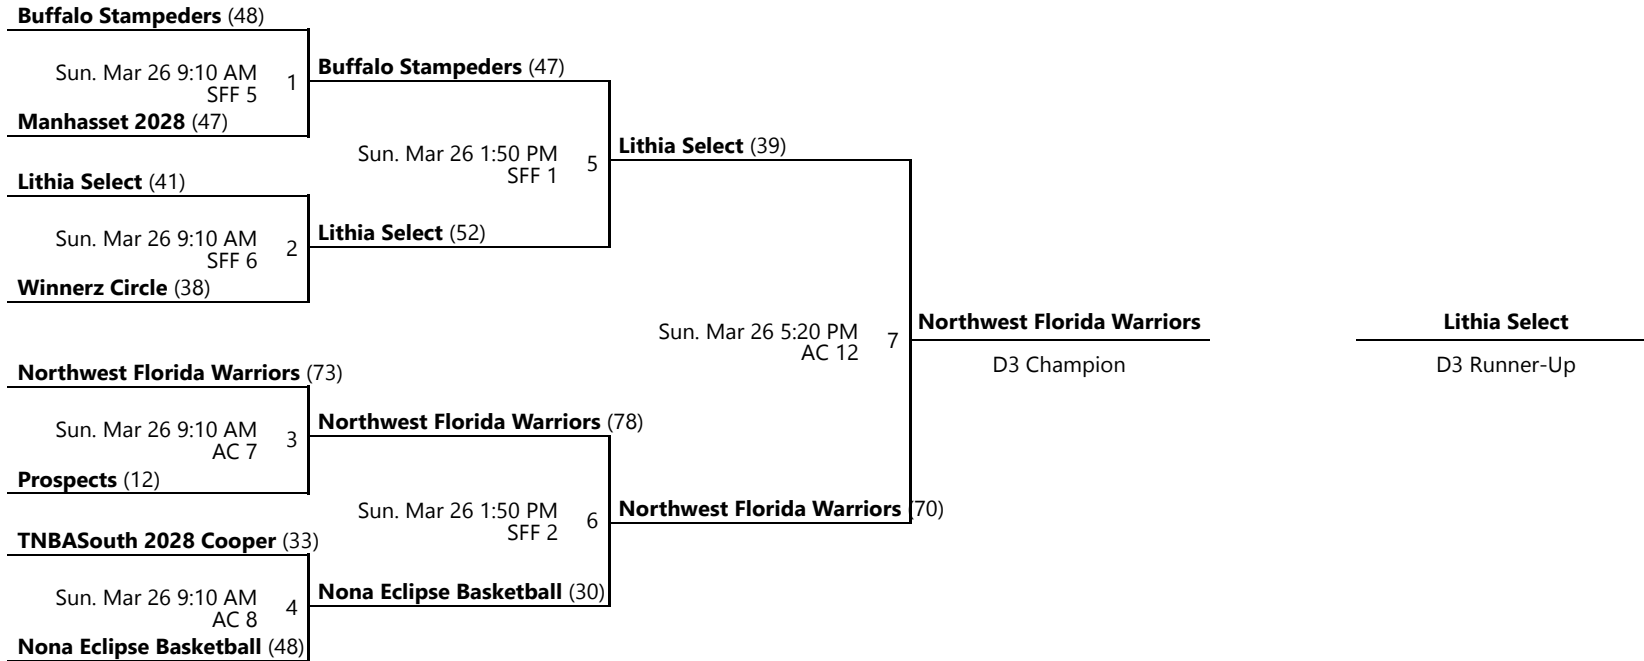 Buffalo Stampeders (48)
Sun. Mar 26 9:10 AM
SFF 5
1
Manhasset 2028 (47)
Buffalo Stampeders (47)
Lithia Select (41)
Sun. Mar 26 9:10 AM
SFF 6
2
Winnerz Circle (38)
Lithia Select (52)
Sun. Mar 26 1:50 PM
SFF 1
5
Lithia Select (39)
Northwest Florida Warriors (73)
Sun. Mar 26 9:10 AM
AC 7
3
Prospects (12)
Northwest Florida Warriors (78)
TNBASouth 2028 Cooper (33)
Sun. Mar 26 9:10 AM
AC 8
4
Nona Eclipse Basketball (48)
Nona Eclipse Basketball (30)
Sun. Mar 26 1:50 PM
SFF 2
6
Northwest Florida Warriors (70)
Sun. Mar 26 5:20 PM
AC 12
7
Northwest Florida Warriors
D3 Champion
Lithia Select
D3 Runner-Up